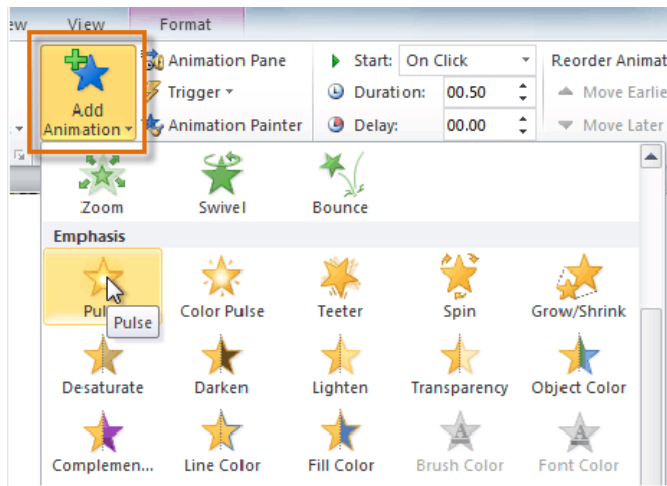 ew View Format
Add Animation
Animation Pane
Trigger
Animation Painter
Start: On Click
Duration: 00.50
Delay: 00.00
Reorder Animat
Move Earlie
Move Later
Zoom Swivel Bounce
Emphasis
Pul Color Pulse Teeter Spin Grow/Shrink
Pulse
Desaturate Darken Lighten Transparency Object Color
Complemen... Line Color Fill Color Brush Color Font Color